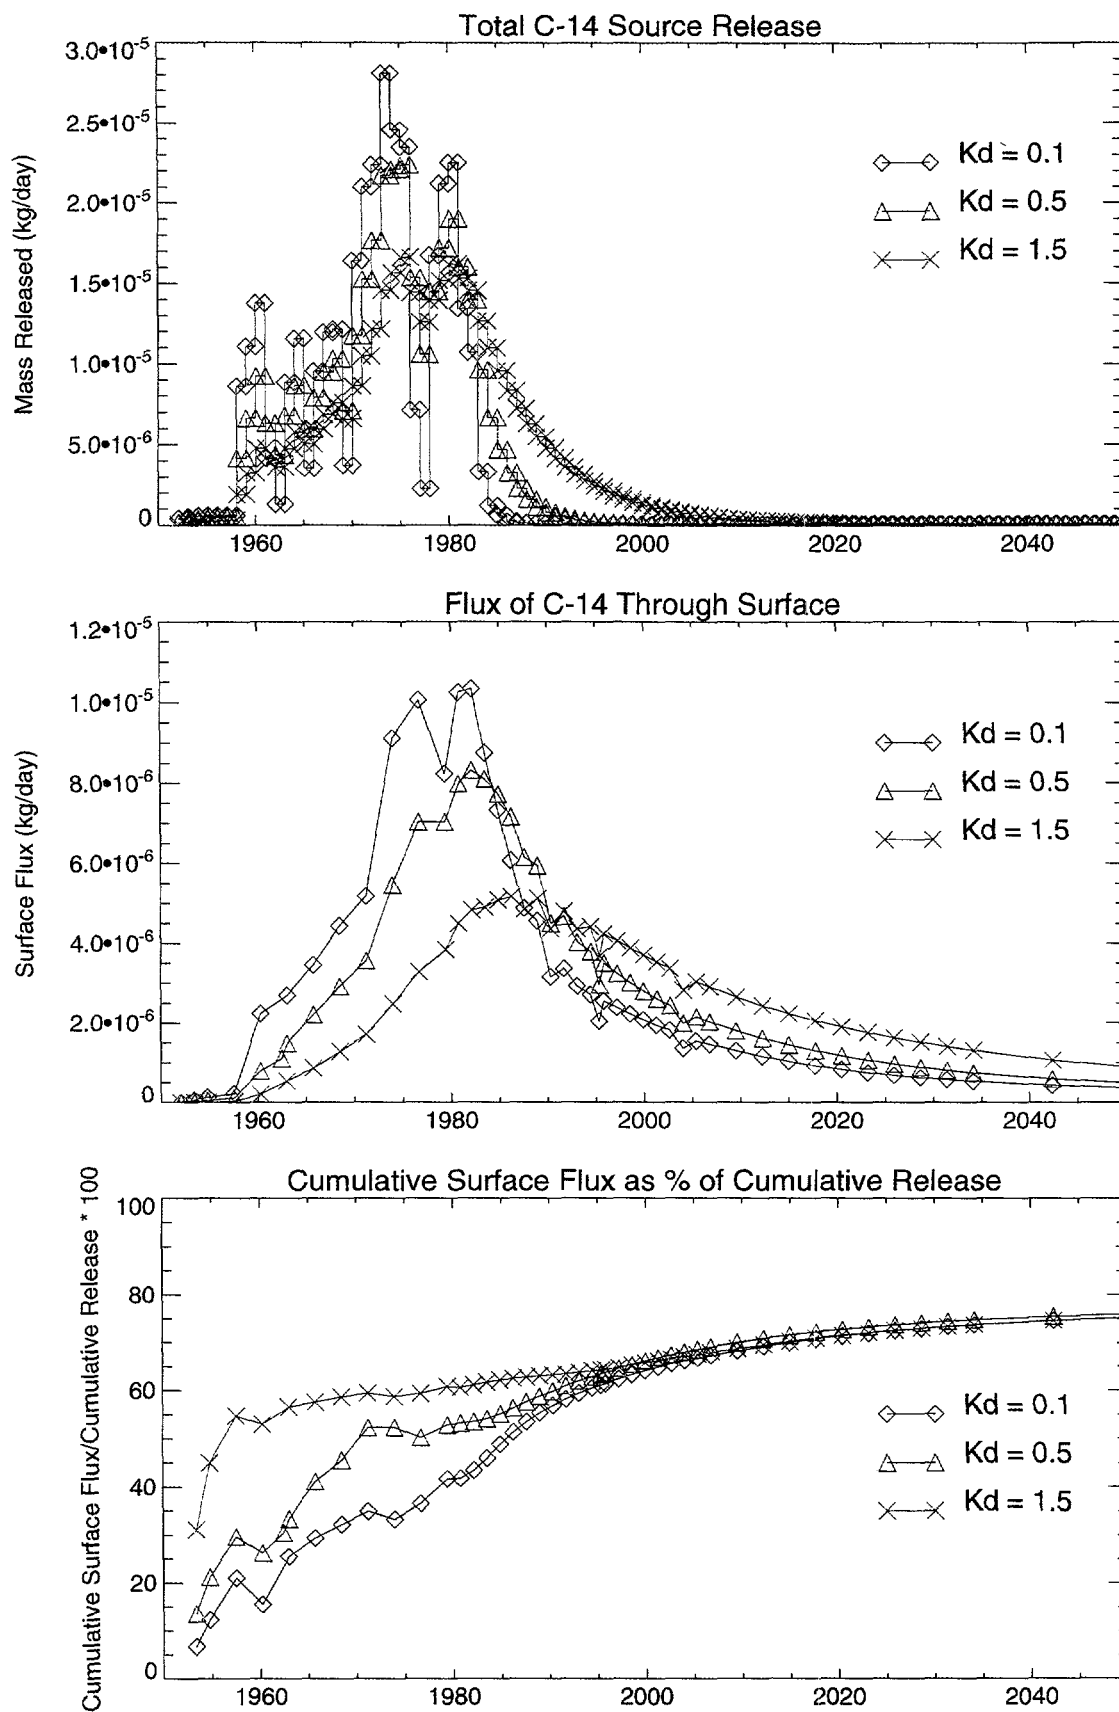 Total C-14 Source Release
Mass Released (kg/day)
3.0•10⁻⁵
2.5•10⁻⁵
2.0•10⁻⁵
1.5•10⁻⁵
1.0•10⁻⁵
5.0•10⁻⁶
0
1960 1980 2000 2020 2040
Kd = 0.1
Kd = 0.5
Kd = 1.5
Flux of C-14 Through Surface
Surface Flux (kg/day)
1.2•10⁻⁵
1.0•10⁻⁵
8.0•10⁻⁶
6.0•10⁻⁶
4.0•10⁻⁶
2.0•10⁻⁶
0
1960 1980 2000 2020 2040
Kd = 0.1
Kd = 0.5
Kd = 1.5
Cumulative Surface Flux as % of Cumulative Release
Cumulative Surface Flux/Cumulative Release * 100
100
80
60
40
20
0
1960 1980 2000 2020 2040
Kd = 0.1
Kd = 0.5
Kd = 1.5